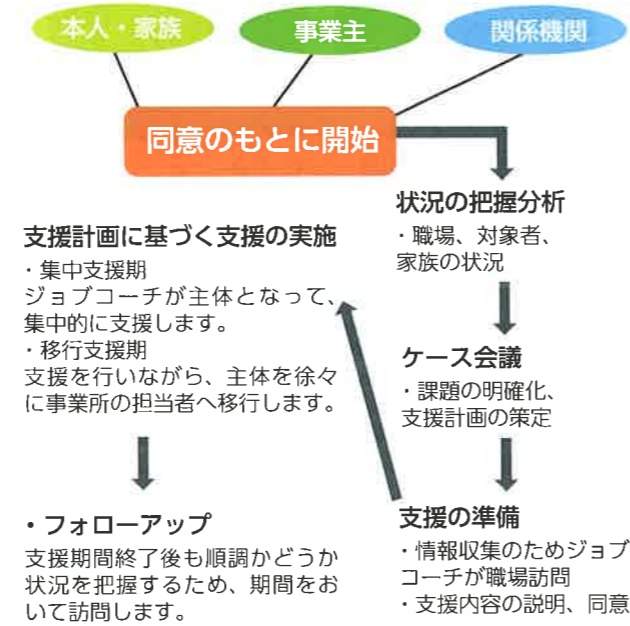 本人・家族
事業主
関係機関
同意のもとに開始
状況の把握分析
・職場、対象者、
家族の状況
ケース会議
・課題の明確化、
支援計画の策定
支援の準備
・情報収集のためジョブ
コーチが職場訪問
・支援内容の説明、同意
支援計画に基づく支援の実施
・集中支援期
ジョブコーチが主体となって、
集中的に支援します。
・移行支援期
支援を行いながら、主体を徐々
に事業所の担当者へ移行します。
・フォローアップ
支援期間終了後も順調かどうか
状況を把握するため、期間をお
いて訪問します。